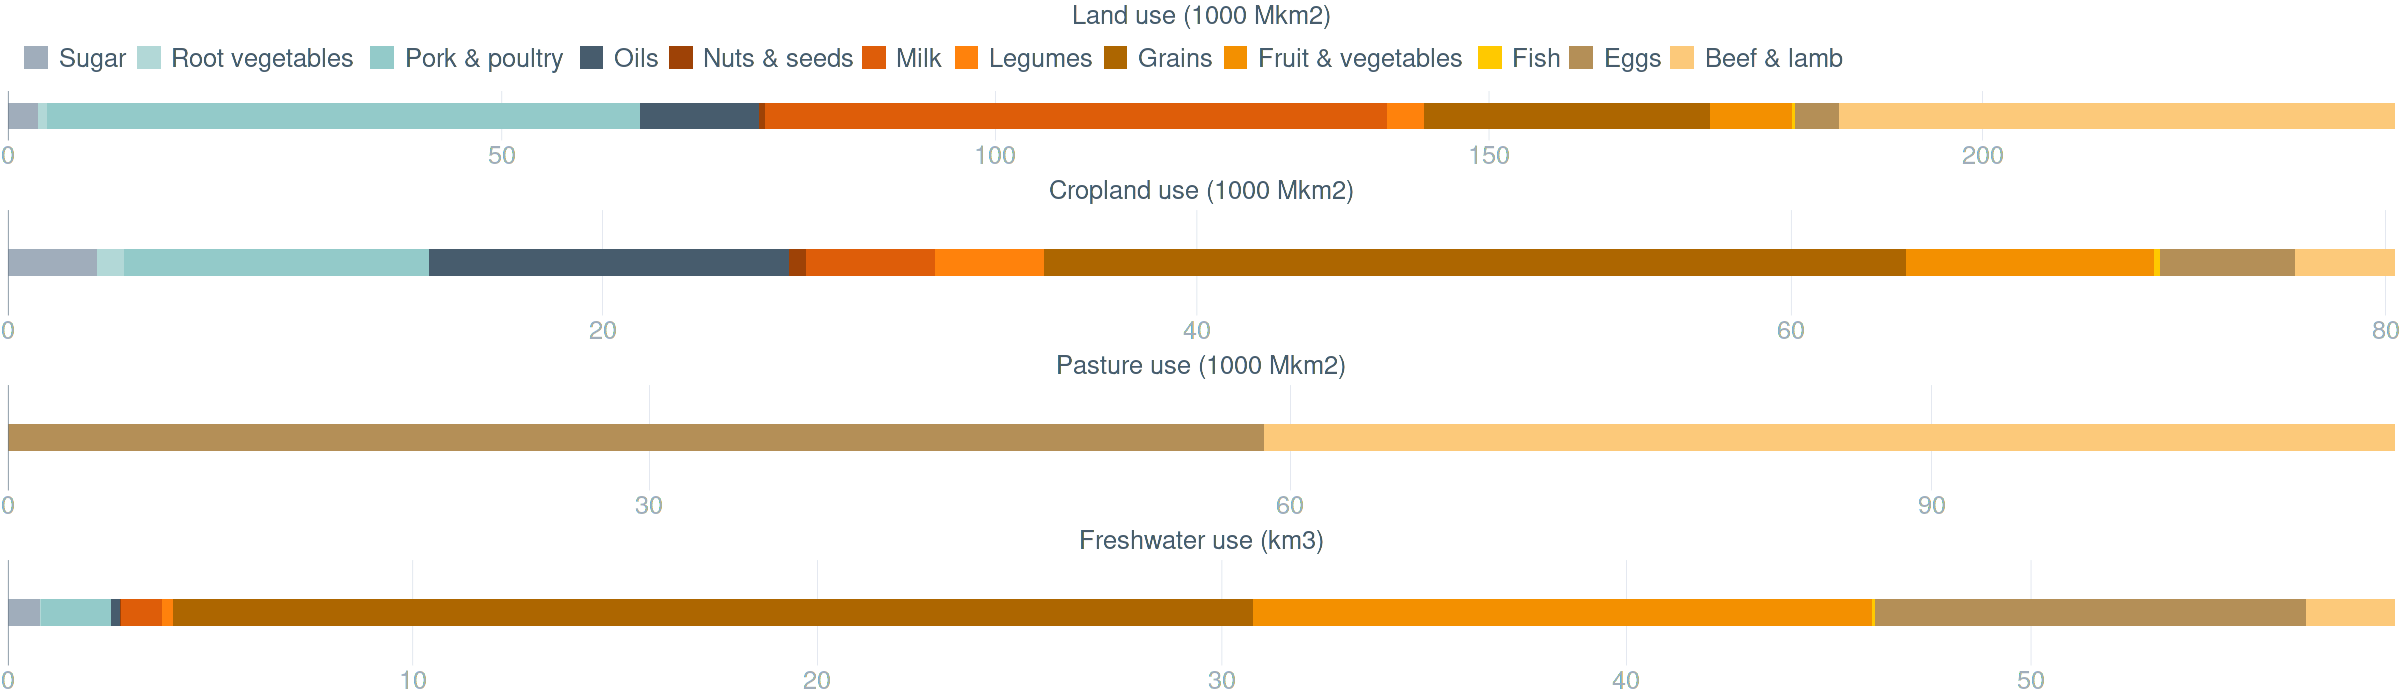 Land use (1000 Mkm2)
Sugar Root vegetables Pork & poultry Oils Nuts & seeds Milk Legumes Grains Fruit & vegetables Fish Eggs Beef & lamb
0 50 100 150 200
Cropland use (1000 Mkm2)
0 20 40 60 80
Pasture use (1000 Mkm2)
0 30 60 90
Freshwater use (km3)
0 10 20 30 40 50